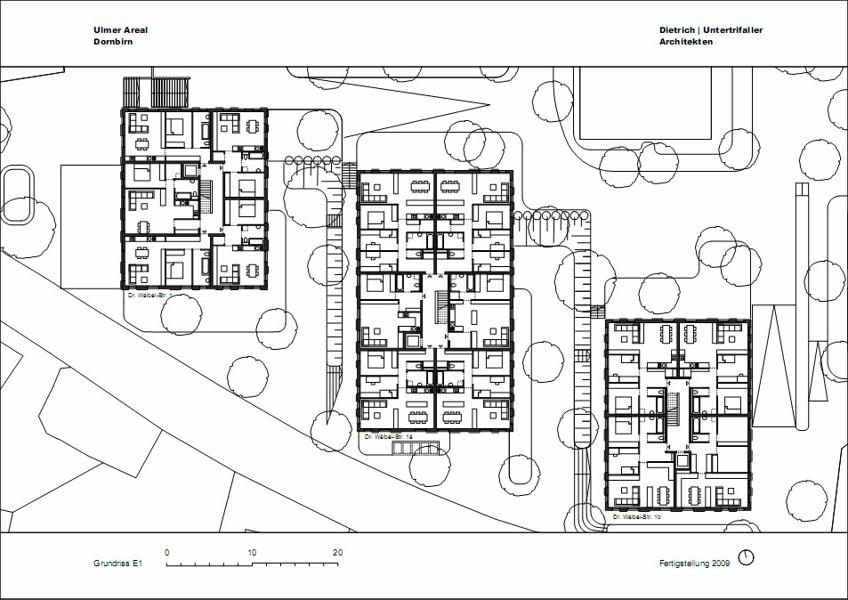 Ulmer Areal
Dornbirn
Dietrich | Untertrifaller
Architekten
Dr. Waibel-Str. 1
Dr. Waibel-Str. 1a
Dr. Waibel-Str. 1b
Grundriss E1
0 10 20
Fertigstellung 2009